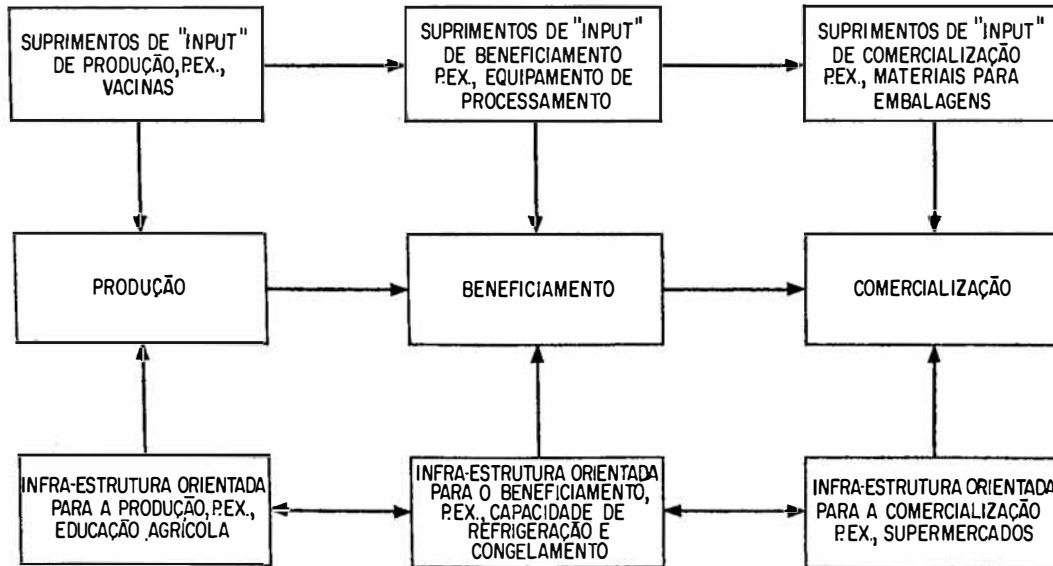 SUPRIMENTOS DE "INPUT"
DE PRODUÇÃO, P.EX.,
VACINAS
SUPRIMENTOS DE "INPUT"
DE BENEFICIAMENTO
P.EX., EQUIPAMENTO DE
PROCESSAMENTO
SUPRIMENTOS DE "INPUT"
DE COMERCIALIZAÇÃO
P.EX., MATERIAIS PARA
EMBALAGENS
PRODUÇÃO
BENEFICIAMENTO
COMERCIALIZAÇÃO
INFRA-ESTRUTURA ORIENTADA
PARA A PRODUÇÃO, P.EX.,
EDUCAÇÃO AGRÍCOLA
INFRA-ESTRUTURA ORIENTADA
PARA O BENEFICIAMENTO,
P.EX., CAPACIDADE DE
REFRIGERAÇÃO E
CONGELAMENTO
INFRA-ESTRUTURA ORIENTADA
PARA A COMERCIALIZAÇÃO
P.EX., SUPERMERCADOS